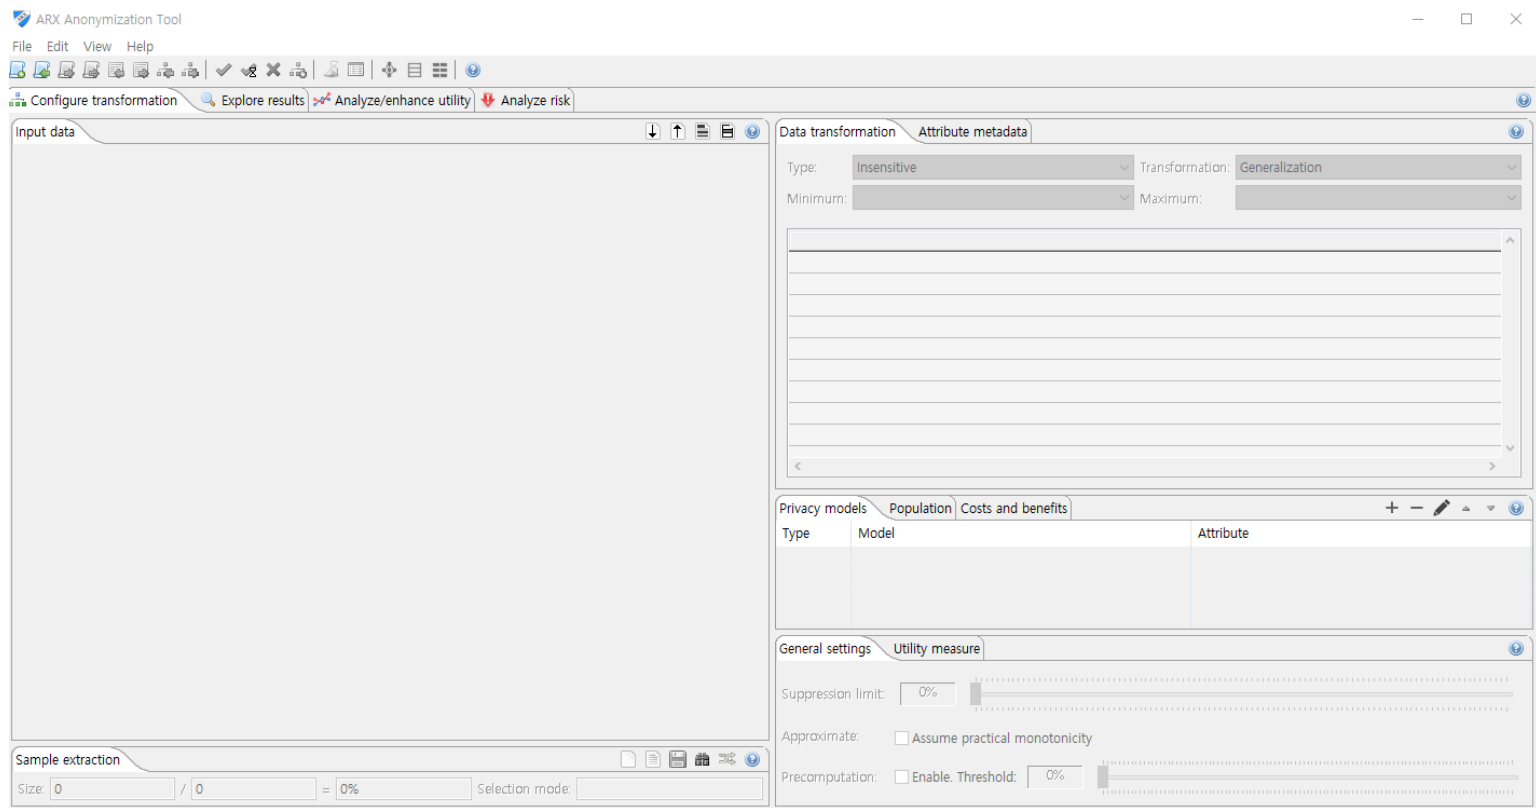 ARX Anonymization Tool
File Edit View Help
Configure transformation Explore results Analyze/enhance utility Analyze risk
Input data
Data transformation Attribute metadata
Type: Insensitive Transformation: Generalization
Minimum: Maximum:
Privacy models Population Costs and benefits
Type Model Attribute
General settings Utility measure
Suppression limit: 0%
Approximate: Assume practical monotonicity
Precomputation: Enable. Threshold: 0%
Sample extraction
Size: 0 / 0 = 0% Selection mode: